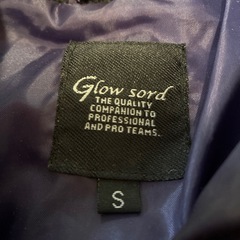 Glow sord
THE QUALITY
COMPANION TO
PROFESSIONAL
AND PRO TEAMS.
S